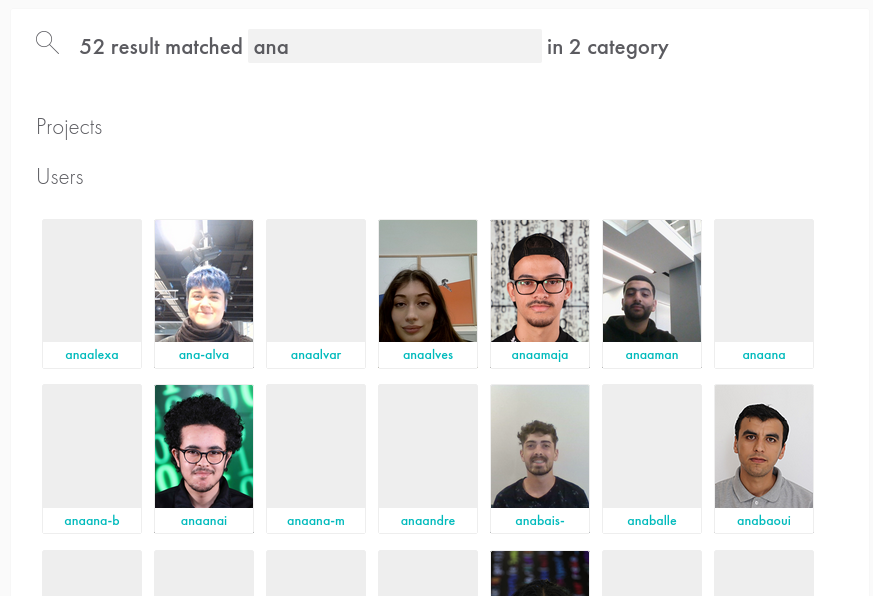 52 result matched ana in 2 category
Projects
Users
anaalexa ana-alva anaalvar anaalves anaamaja anaaman anaana
anaana-b anaanai anaana-m anaandre anabais- anaballe anabaoui